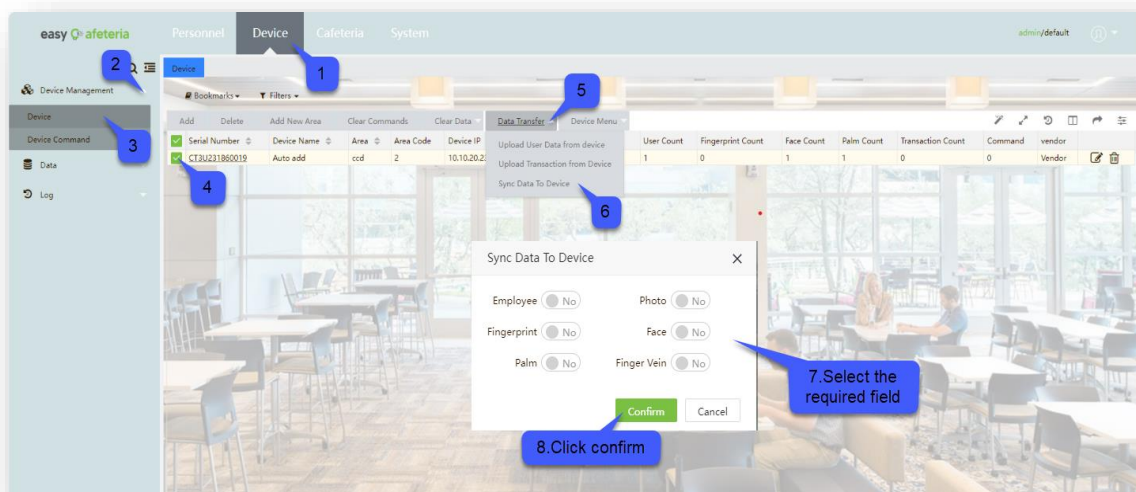 easy afeteria
Personnel Device Cafeteria System
admin/default
2
1
Device
Device Management
Bookmarks Filters
5
Device
Add Delete Add New Area Clear Commands Clear Data Data Transfer Device Menu
Device Command
3
Serial Number Device Name Area Area Code Device IP
User Count Fingerprint Count Face Count Palm Count Transaction Count Command vendor
Upload User Data from device
CT3U231860019 Auto add ccd 2
1 0 1 1 0 0 Vendor
Data
Upload Transaction from Device
4
Sync Data To Device
Log
6
Sync Data To Device
Employee No Photo No
Fingerprint No Face No
Palm No Finger Vein No
7.Select the
required field
Confirm Cancel
8.Click confirm